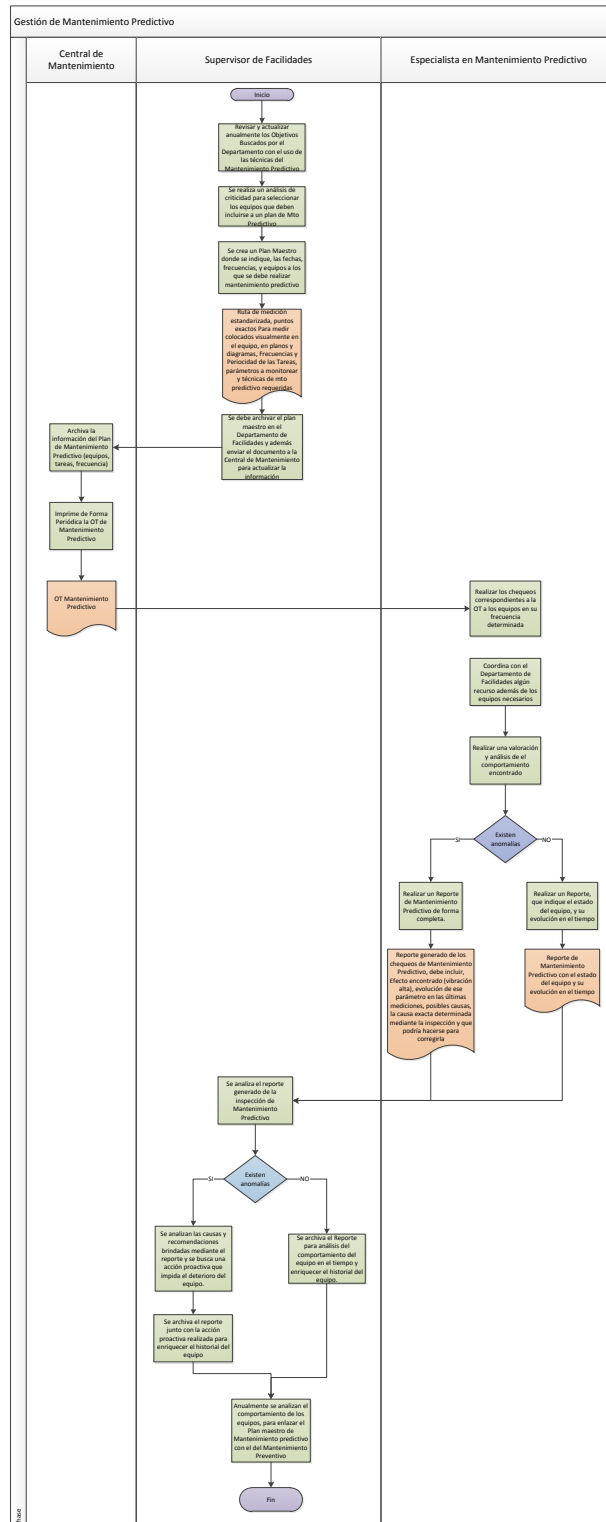 Gestión de Mantenimiento Predictivo
Central de
Mantenimiento
Supervisor de Facilidades
Especialista en Mantenimiento Predictivo
Inicio
Revisar y actualizar
anualmente los Objetivos
Buscados por el
Departamento con el uso de
las técnicas del
Mantenimiento Predictivo
Se realiza un análisis de
criticidad para seleccionar
los equipos que deben
incluirse a un plan de Mto
Predictivo
Se crea un Plan Maestro
donde se indique, las fechas,
frecuencias, y equipos a los
que se debe realizar
mantenimiento predictivo
Ruta de medición
estandarizada, puntos
exactos Para medir
colocados visualmente en
el equipo, en planos y
diagramas, Frecuencias y
Periocidad de las Tareas,
parámetros a monitorear y
técnicas de mto
predictivo requeridas
Se debe archivar el plan
maestro en el
Departamento de
Facilidades y además
enviar el documento a la
Central de Mantenimiento
para actualizar la
información
Archiva la
información del Plan
de Mantenimiento
Predictivo (equipos,
tareas, frecuencia)
Imprime de Forma
Periódica la OT de
Mantenimiento
Predictivo
OT Mantenimiento
Predictivo
Realizar los chequeos
correspondientes a la
OT a los equipos en su
frecuencia
determinada
Coordina con el
Departamento de
Facilidades algún
recurso además de los
equipos necesarios
Realizar una valoración
y análisis de el
comportamiento
encontrado
Existen
anomalías
SI
NO
Realizar un Reporte
de Mantenimiento
Predictivo de forma
completa.
Realizar un Reporte,
que indique el estado
del equipo, y su
evolución en el tiempo
Reporte generado de los
chequeos de Mantenimiento
Predictivo, debe incluir,
Efecto encontrado (vibración
alta), evolución de ese
parámetro en las últimas
mediciones, posibles causas,
la causa exacta determinada
mediante la inspección y que
podría hacerse para
corregirla
Reporte de
Mantenimiento
Predictivo con el estado
del equipo y su
evolución en el tiempo
Se analiza el reporte
generado de la
inspección de
Mantenimiento
Predictivo
Existen
anomalías
SI
NO
Se analizan las causas y
recomendaciones
brindadas mediante el
reporte y se busca una
acción proactiva que
impida el deterioro del
equipo.
Se archiva el Reporte
para análisis del
comportamiento del
equipo en el tiempo y
enriquecer el historial del
equipo.
Se archiva el reporte
junto con la acción
proactiva realizada para
enriquecer el historial del
equipo
Anualmente se analizan el
comportamiento de los
equipos, para enlazar el
Plan maestro de
Mantenimiento predictivo
con el del Mantenimiento
Preventivo
Fin
hase